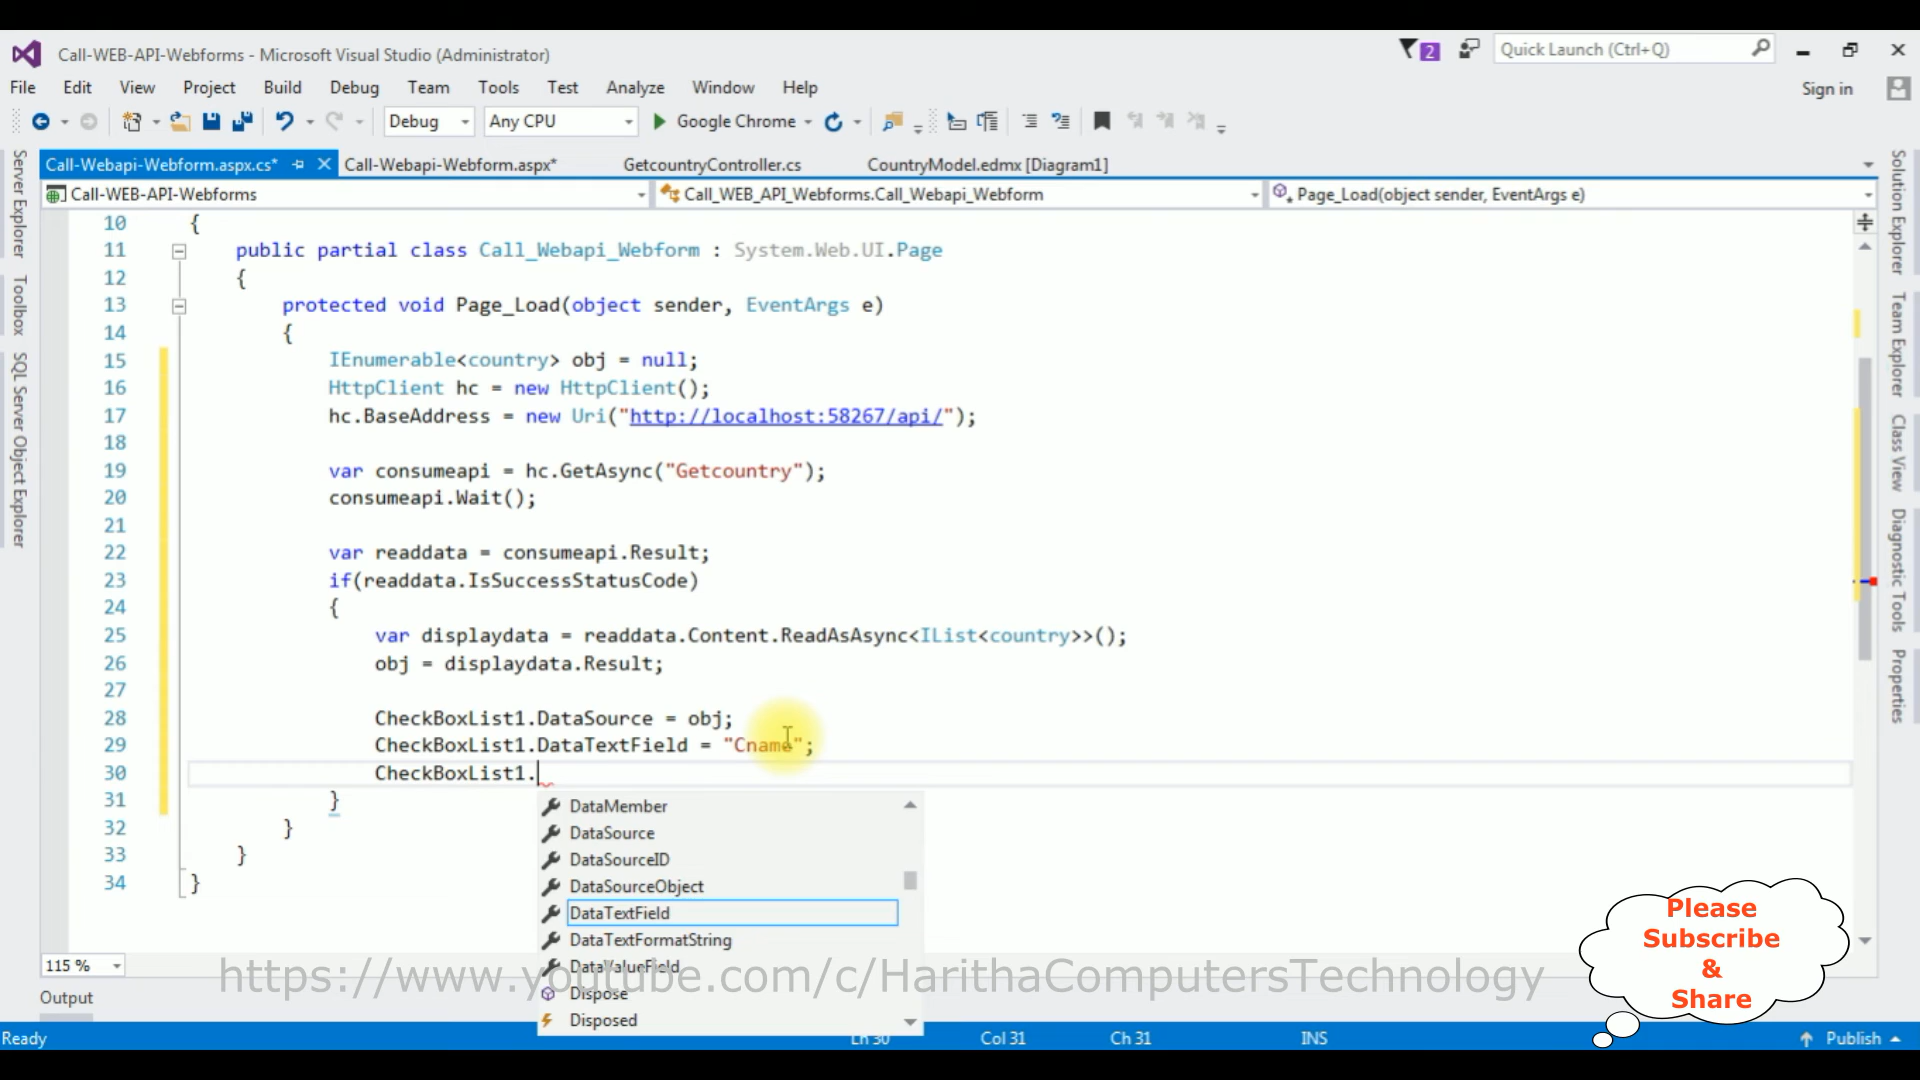 Call-WEB-API-Webforms - Microsoft Visual Studio (Administrator)
2
Quick Launch (Ctrl+Q)
File Edit View Project Build Debug Team Tools Test Analyze Window Help
Sign in
Debug Any CPU Google Chrome
Call-Webapi-Webform.aspx.cs* Call-Webapi-Webform.aspx* GetcountryController.cs CountryModel.edmx [Diagram1]
Call-WEB-API-Webforms Call_WEB_API_Webforms.Call_Webapi_Webform Page_Load(object sender, EventArgs e)
Server Explorer
Toolbox
SQL Server Object Explorer
10 {
11 public partial class Call_Webapi_Webform : System.Web.UI.Page
12 {
13 protected void Page_Load(object sender, EventArgs e)
14 {
15 IEnumerable<country> obj = null;
16 HttpClient hc = new HttpClient();
17 hc.BaseAddress = new Uri("http://localhost:58267/api/");
18
19 var consumeapi = hc.GetAsync("Getcountry");
20 consumeapi.Wait();
21
22 var readdata = consumeapi.Result;
23 if(readdata.IsSuccessStatusCode)
24 {
25 var displaydata = readdata.Content.ReadAsAsync<IList<country>>();
26 obj = displaydata.Result;
27
28 CheckBoxList1.DataSource = obj;
29 CheckBoxList1.DataTextField = "Cname";
30 CheckBoxList1.
31 }
32 }
33 }
34 }
DataMember
DataSource
DataSourceID
DataSourceObject
DataTextField
DataTextFormatString
DataValueField
Dispose
Disposed
Solution Explorer
Team Explorer
Class View
Diagnostic Tools
Properties
115 %
https://www.youtube.com/c/HarithaComputersTechnology
Please
Subscribe
&
Share
Output
Ready Ln 30 Col 31 Ch 31 INS Publish